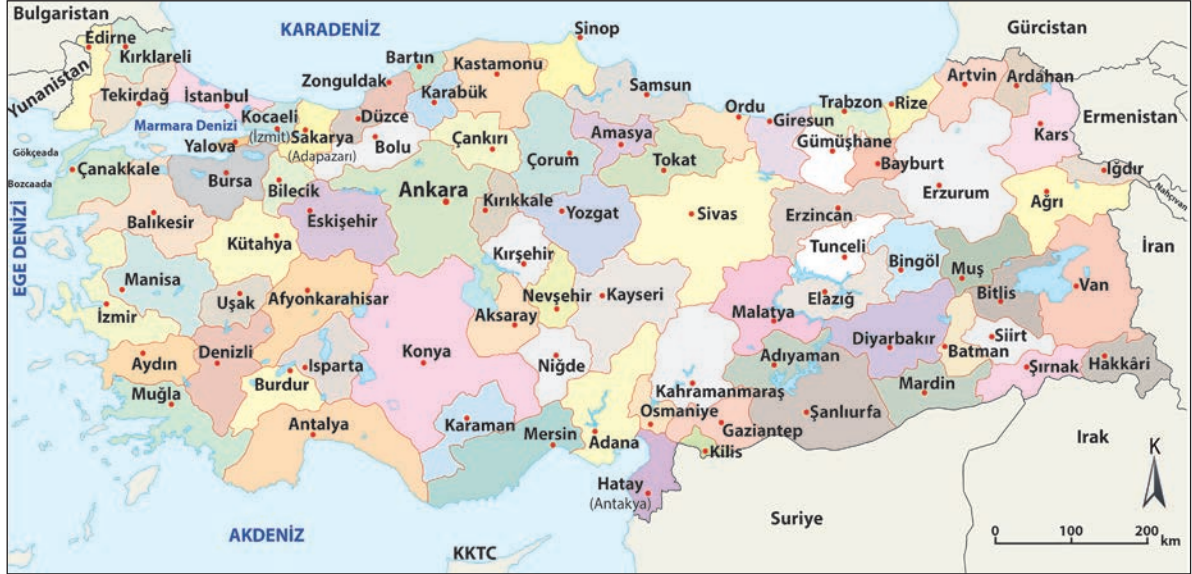 Bulgaristan
KARADENİZ
Sinop
Gürcistan
Edirne
Kırklareli
Bartın
Kastamonu
Yunanistan
Zonguldak
Samsun
Artvin
Ardahan
Tekirdağ
İstanbul
Karabük
Ordu
Trabzon
Rize
Ermenistan
Marmara Denizi
Kocaeli
(İzmit)
Sakarya
(Adapazarı)
Düzce
Giresun
Kars
Yalova
Bolu
Çankırı
Amasya
Gümüşhane
Gökçeada
Çanakkale
Bursa
Bilecik
Çorum
Tokat
Bayburt
Iğdır
Bozcaada
Ankara
Kırıkkale
Erzurum
Nahçıvan
Balıkesir
Eskişehir
Yozgat
Sivas
Erzincan
Ağrı
EGE DENİZİ
Kütahya
Kırşehir
Tunceli
Bingöl
Muş
İran
Manisa
Uşak
Afyonkarahisar
Nevşehir
Kayseri
Elazığ
Bitlis
Van
İzmir
Aksaray
Malatya
Aydın
Denizli
Isparta
Konya
Niğde
Adıyaman
Diyarbakır
Batman
Siirt
Şırnak
Hakkâri
Muğla
Burdur
Kahramanmaraş
Mardin
Antalya
Karaman
Mersin
Adana
Osmaniye
Gaziantep
Şanlıurfa
Kilis
Irak
K
Hatay
(Antakya)
Suriye
AKDENİZ
KKTC
0 100 200
km